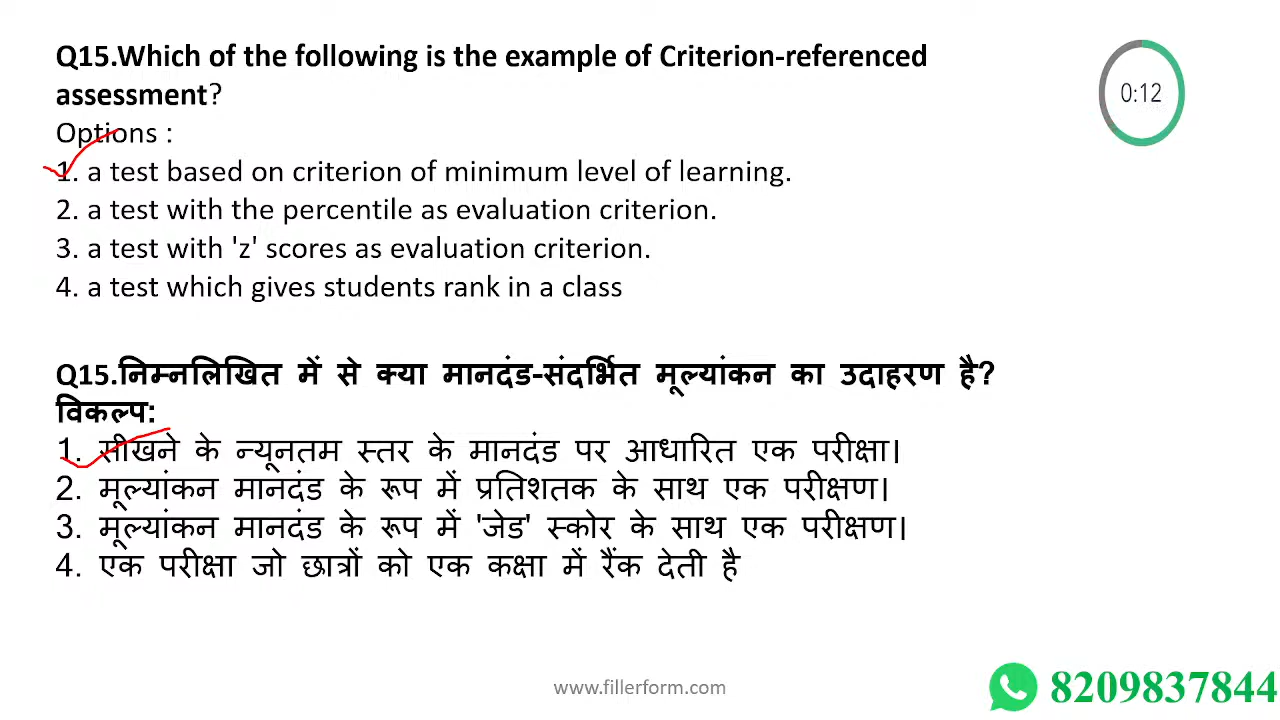 Q15.Which of the following is the example of Criterion-referenced
assessment?
0:12
Options :
1. a test based on criterion of minimum level of learning.
2. a test with the percentile as evaluation criterion.
3. a test with 'z' scores as evaluation criterion.
4. a test which gives students rank in a class
Q15.निम्नलिखित में से क्या मानदंड-संदर्भित मूल्यांकन का उदाहरण है?
विकल्प:
1. सीखने के न्यूनतम स्तर के मानदंड पर आधारित एक परीक्षा।
2. मूल्यांकन मानदंड के रूप में प्रतिशतक के साथ एक परीक्षण।
3. मूल्यांकन मानदंड के रूप में 'जेड' स्कोर के साथ एक परीक्षण।
4. एक परीक्षा जो छात्रों को एक कक्षा में रैंक देती है
www.fillerform.com
8209837844